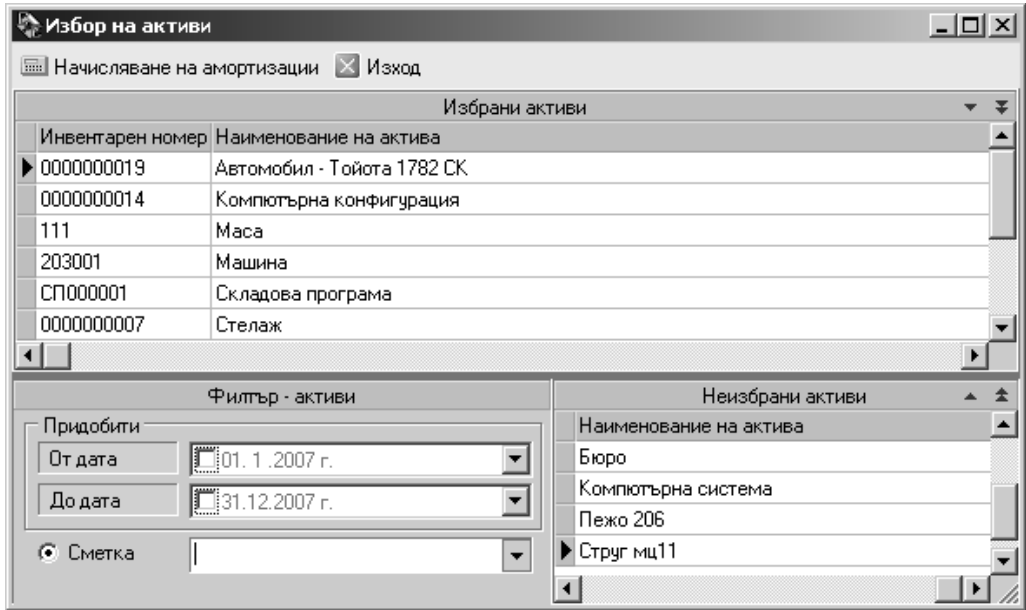 Избор на активи
Начисляване на амортизации Изход
Избрани активи
Инвентарен номер Наименование на актива
0000000019 Автомобил - Тойота 1782 СК
0000000014 Компютърна конфигурация
111 Маса
203001 Машина
СП000001 Складова програма
0000000007 Стелаж
Филтър - активи
Придобити
От дата 01. 1 .2007 г.
До дата 31.12.2007 г.
Сметка
Неизбрани активи
Наименование на актива
Бюро
Компютърна система
Пежо 206
Струг мц11